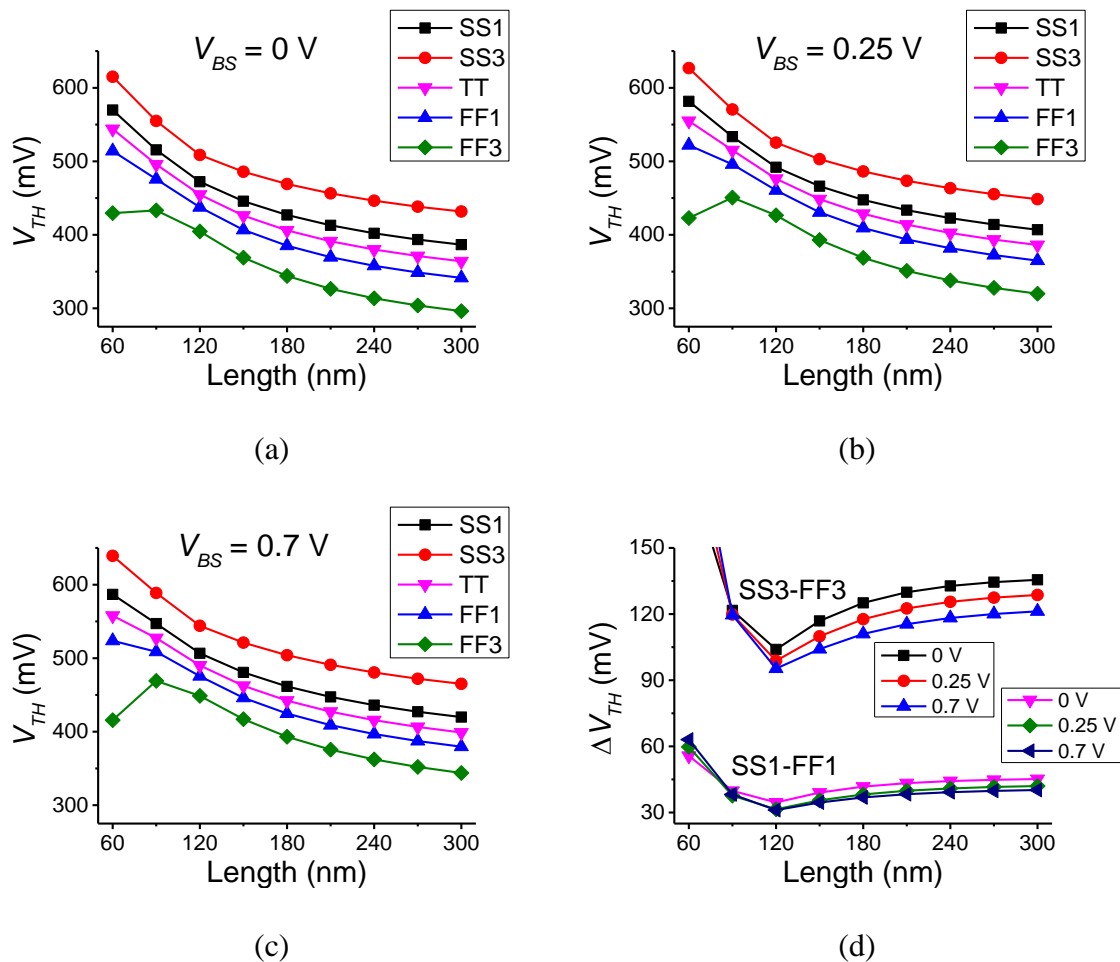 V_BS = 0 V
SS1
SS3
TT
FF1
FF3
600
500
400
300
V_TH (mV)
60 120 180 240 300
Length (nm)
(a)
V_BS = 0.25 V
SS1
SS3
TT
FF1
FF3
600
500
400
300
V_TH (mV)
60 120 180 240 300
Length (nm)
(b)
V_BS = 0.7 V
SS1
SS3
TT
FF1
FF3
600
500
400
300
V_TH (mV)
60 120 180 240 300
Length (nm)
(c)
150
120
90
60
30
ΔV_TH (mV)
SS3-FF3
0 V
0.25 V
0.7 V
0 V
0.25 V
0.7 V
SS1-FF1
60 120 180 240 300
Length (nm)
(d)